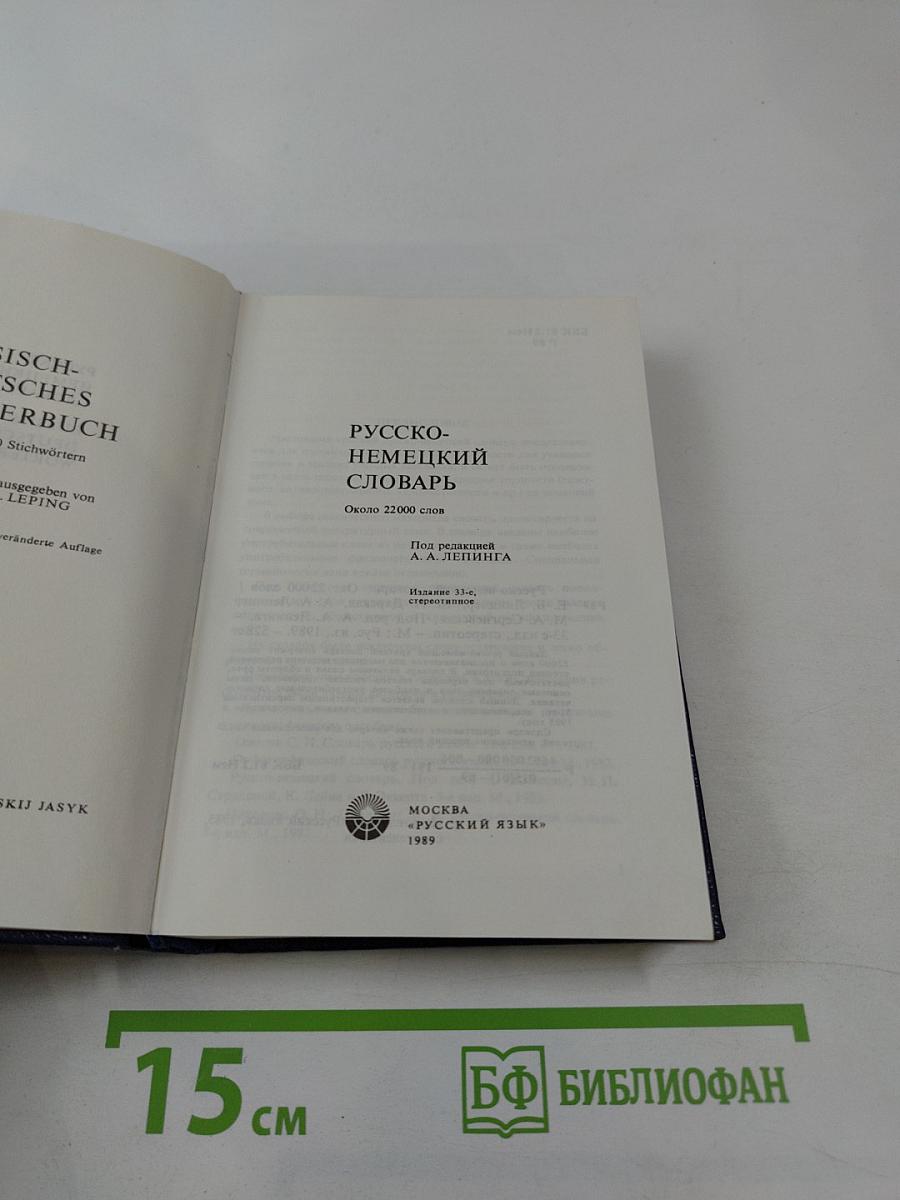 SISCH-
TSCHES
ERBUCH
Stichwörtern
ausgegeben von
LEPING
veränderte Auflage
SKIJ JASYK
РУССКО-
НЕМЕЦКИЙ
СЛОВАРЬ
Около 22000 слов
Под редакцией
А. А. ЛЕПИНГА
Издание 33-е,
стереотипное
МОСКВА
«РУССКИЙ ЯЗЫК»
1989
15 см
БФ БИБЛИОФАН